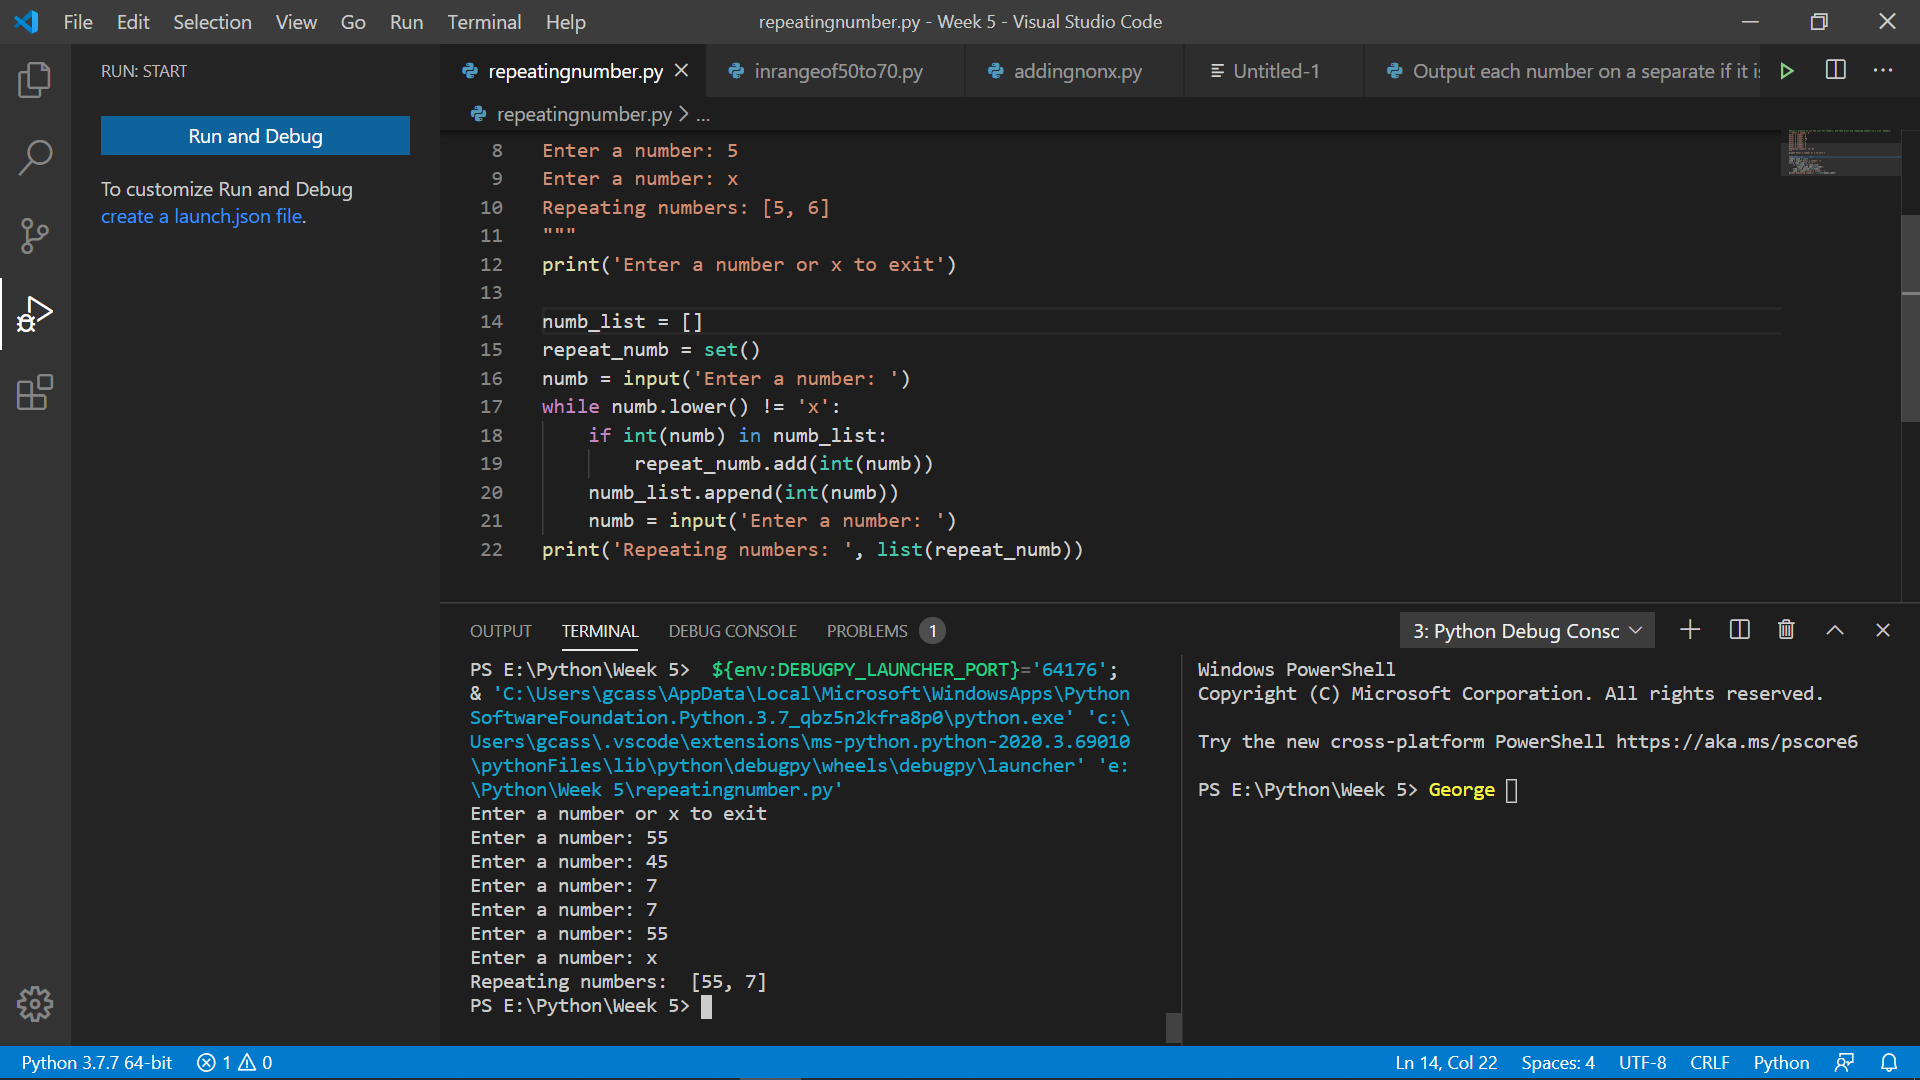 File Edit Selection View Go Run Terminal Help
repeatingnumber.py - Week 5 - Visual Studio Code
RUN: START
Run and Debug
To customize Run and Debug
create a launch.json file.
repeatingnumber.py inrangeof50to70.py addingnonx.py Untitled-1 Output each number on a separate if it is
repeatingnumber.py > ...
8 Enter a number: 5
9 Enter a number: x
10 Repeating numbers: [5, 6]
11 """
12 print('Enter a number or x to exit')
13
14 numb_list = []
15 repeat_numb = set()
16 numb = input('Enter a number: ')
17 while numb.lower() != 'x':
18     if int(numb) in numb_list:
19         repeat_numb.add(int(numb))
20     numb_list.append(int(numb))
21     numb = input('Enter a number: ')
22 print('Repeating numbers: ', list(repeat_numb))
OUTPUT TERMINAL DEBUG CONSOLE PROBLEMS 1
3: Python Debug Consc
PS E:\Python\Week 5>  ${env:DEBUGPY_LAUNCHER_PORT}='64176';
& 'C:\Users\gcass\AppData\Local\Microsoft\WindowsApps\Python
SoftwareFoundation.Python.3.7_qbz5n2kfra8p0\python.exe' 'c:\
Users\gcass\.vscode\extensions\ms-python.python-2020.3.69010
\pythonFiles\lib\python\debugpy\wheels\debugpy\launcher' 'e:
\Python\Week 5\repeatingnumber.py'
Enter a number or x to exit
Enter a number: 55
Enter a number: 45
Enter a number: 7
Enter a number: 7
Enter a number: 55
Enter a number: x
Repeating numbers:  [55, 7]
PS E:\Python\Week 5>
Windows PowerShell
Copyright (C) Microsoft Corporation. All rights reserved.
Try the new cross-platform PowerShell https://aka.ms/pscore6
PS E:\Python\Week 5> George
Python 3.7.7 64-bit 1 0
Ln 14, Col 22 Spaces: 4 UTF-8 CRLF Python